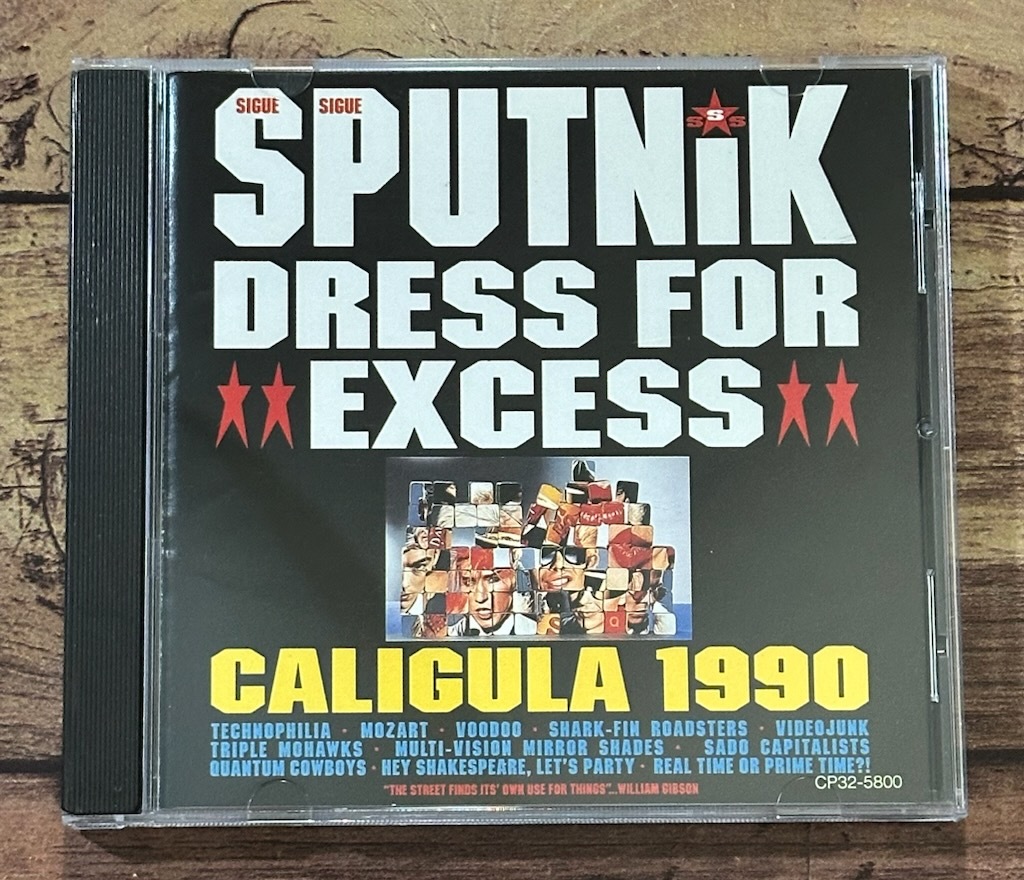 SIGUE SIGUE
SPUTNiK
SSS
DRESS FOR
EXCESS
CALIGULA 1990
TECHNOPHILIA · MOZART · VOODOO · SHARK-FIN ROADSTERS · VIDEOJUNK
TRIPLE MOHAWKS · MULTI-VISION MIRROR SHADES · SADO CAPITALISTS
QUANTUM COWBOYS · HEY SHAKESPEARE, LET'S PARTY · REAL TIME OR PRIME TIME?!
"THE STREET FINDS ITS' OWN USE FOR THINGS"...WILLIAM GIBSON
CP32-5800